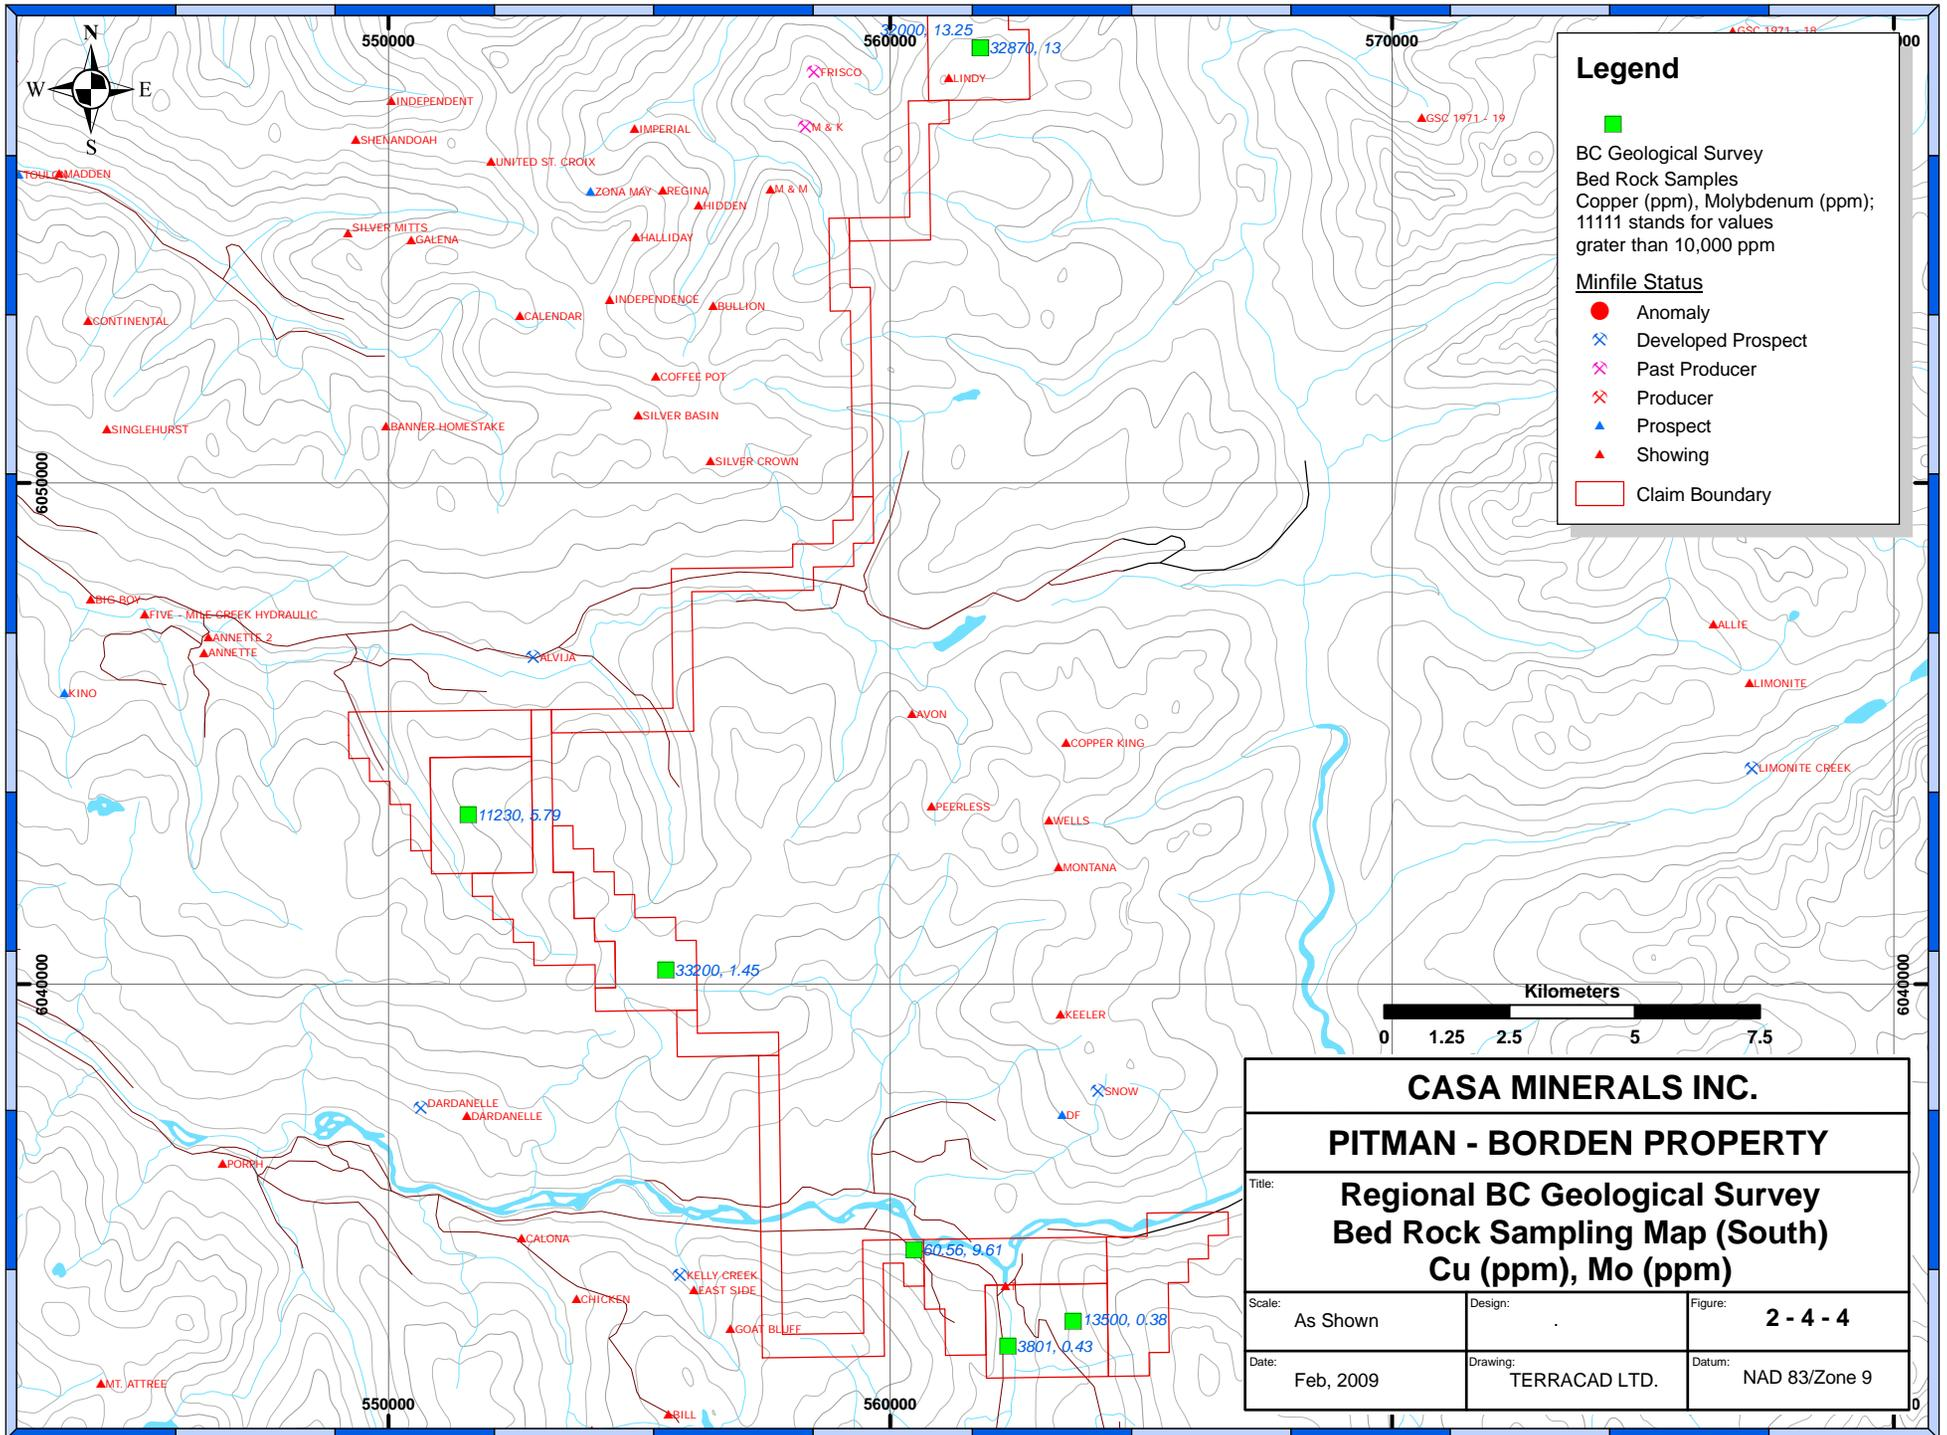 N
W
E
S
550000
560000
570000
00
32000, 13.25
32870, 13
GSC 1971 - 18
FRISCO
LINDY
INDEPENDENT
GSC 1971 - 19
IMPERIAL
M & K
SHENANDOAH
UNITED ST. CROIX
MADDEN
ZONA MAY
REGINA
M & M
HIDDEN
SILVER MITTS
GALENA
HALLIDAY
INDEPENDENCE
BULLION
CALENDAR
CONTINENTAL
COFFEE POT
SILVER BASIN
BANNER HOMESTAKE
SINGLEHURST
SILVER CROWN
6050000
Legend
BC Geological Survey
Bed Rock Samples
Copper (ppm), Molybdenum (ppm);
11111 stands for values
grater than 10,000 ppm
Minfile Status
Anomaly
Developed Prospect
Past Producer
Producer
Prospect
Showing
Claim Boundary
BIG BOY
FIVE - MILE CREEK HYDRAULIC
ANNETTE 2
ANNETTE
ALVIJA
KINO
ALLIE
LIMONITE
AVON
COPPER KING
LIMONITE CREEK
PEERLESS
WELLS
11230, 5.79
MONTANA
33200, 1.45
6040000
6040000
KEELER
Kilometers
0 1.25 2.5 5 7.5
SNOW
DF
DARDANELLE
DARDANELLE
PORPH
CALONA
60.56, 9.61
KELLY CREEK
EAST SIDE
CHICKEN
GOAT BLUFF
13500, 0.38
3801, 0.43
MT. ATTREE
BILL
550000
560000
0
CASA MINERALS INC.
PITMAN - BORDEN PROPERTY
Title:
Regional BC Geological Survey
Bed Rock Sampling Map (South)
Cu (ppm), Mo (ppm)
Scale:
As Shown
Design:
.
Figure:
2 - 4 - 4
Date:
Feb, 2009
Drawing:
TERRACAD LTD.
Datum:
NAD 83/Zone 9